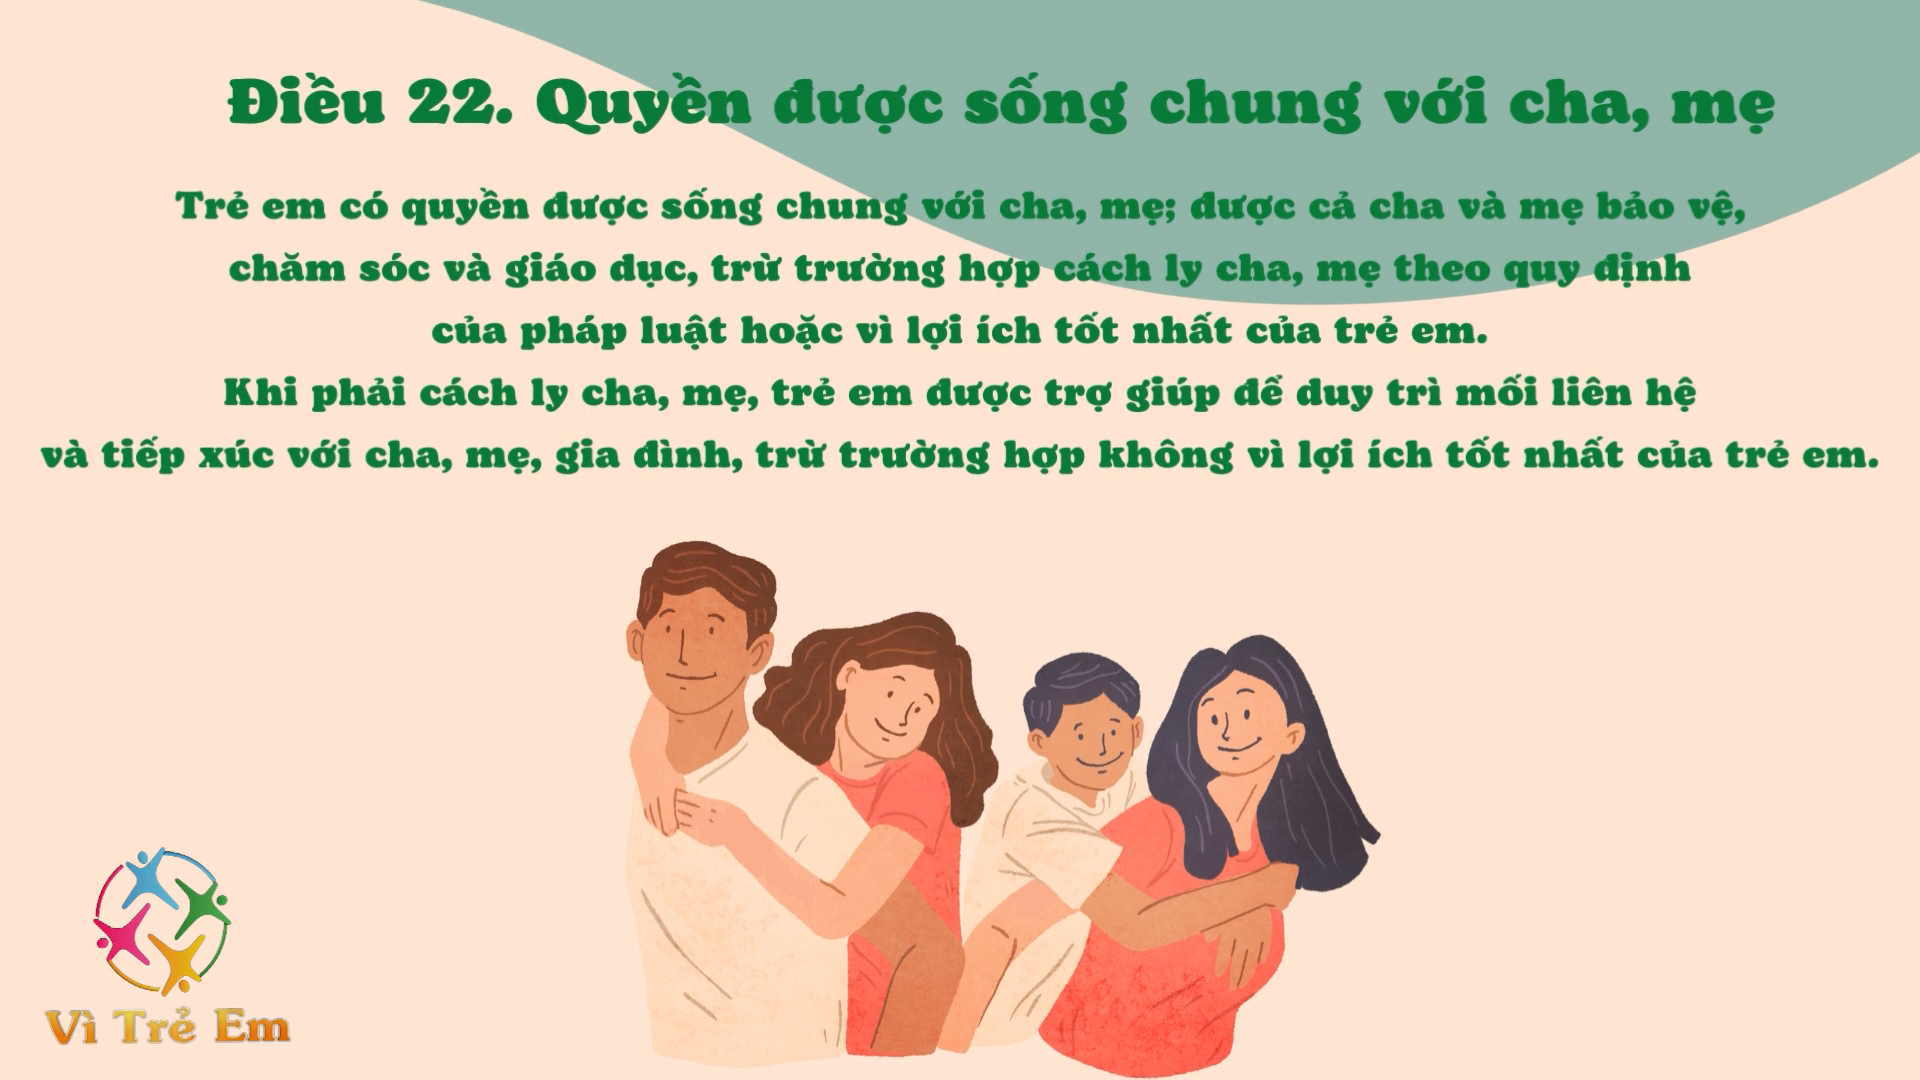 Điều 22. Quyền được sống chung với cha, mẹ
Trẻ em có quyền được sống chung với cha, mẹ; được cả cha và mẹ bảo vệ,
chăm sóc và giáo dục, trừ trường hợp cách ly cha, mẹ theo quy định
của pháp luật hoặc vì lợi ích tốt nhất của trẻ em.
Khi phải cách ly cha, mẹ, trẻ em được trợ giúp để duy trì mối liên hệ
và tiếp xúc với cha, mẹ, gia đình, trừ trường hợp không vì lợi ích tốt nhất của trẻ em.
Vì Trẻ Em